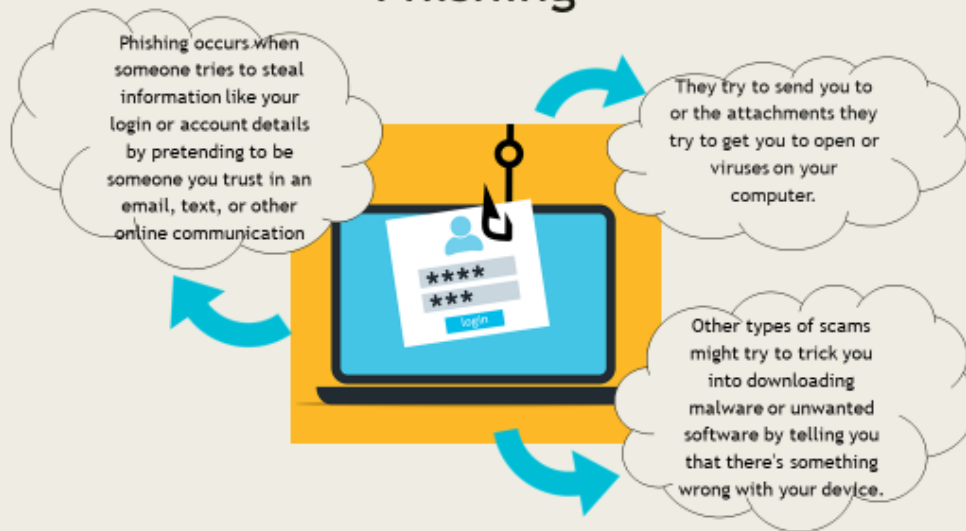 Phishing
Phishing occurs when
someone tries to steal
information like your
login or account details
by pretending to be
someone you trust in an
email, text, or other
online communication
They try to send you to
or the attachments they
try to get you to open or
viruses on your
computer.
****
***
login
Other types of scams
might try to trick you
into downloading
malware or unwanted
software by telling you
that there's something
wrong with your device.